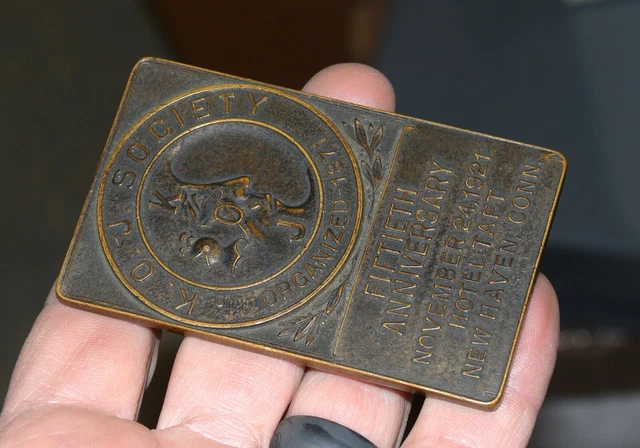 K·O·J SOCIETY
ORGANIZED 1871
K O J
FIFTIETH
ANNIVERSARY
NOVEMBER 24, 1921
HOTEL TAFT
NEW HAVEN CONN.